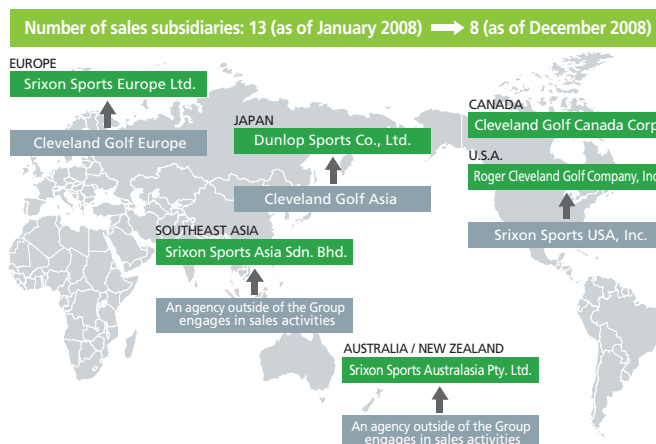 Number of sales subsidiaries: 13 (as of January 2008) → 8 (as of December 2008)
EUROPE
Srixon Sports Europe Ltd.
Cleveland Golf Europe
JAPAN
Dunlop Sports Co., Ltd.
Cleveland Golf Asia
CANADA
Cleveland Golf Canada Corp
U.S.A.
Roger Cleveland Golf Company, Inc
Srixon Sports USA, Inc.
SOUTHEAST ASIA
Srixon Sports Asia Sdn. Bhd.
An agency outside of the Group
engages in sales activities
AUSTRALIA / NEW ZEALAND
Srixon Sports Australasia Pty. Ltd.
An agency outside of the Group
engages in sales activities